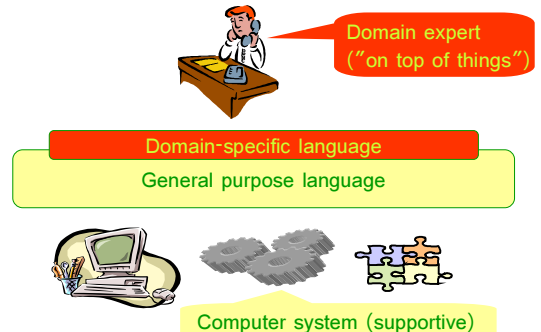 Domain expert
("on top of things")
Domain-specific language
General purpose language
Computer system (supportive)